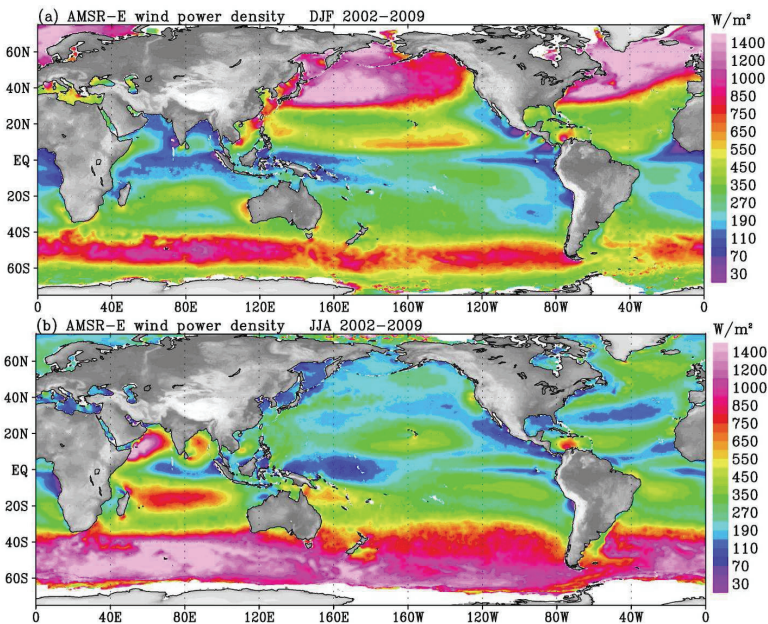 (a) AMSR-E wind power density DJF 2002-2009
W/m²
60N
40N
20N
EQ
20S
40S
60S
1400
1200
1000
850
750
650
550
450
350
270
190
110
70
30
0 40E 80E 120E 160E 160W 120W 80W 40W 0
(b) AMSR-E wind power density JJA 2002-2009
W/m²
60N
40N
20N
EQ
20S
40S
60S
1400
1200
1000
850
750
650
550
450
350
270
190
110
70
30
0 40E 80E 120E 160E 160W 120W 80W 40W 0